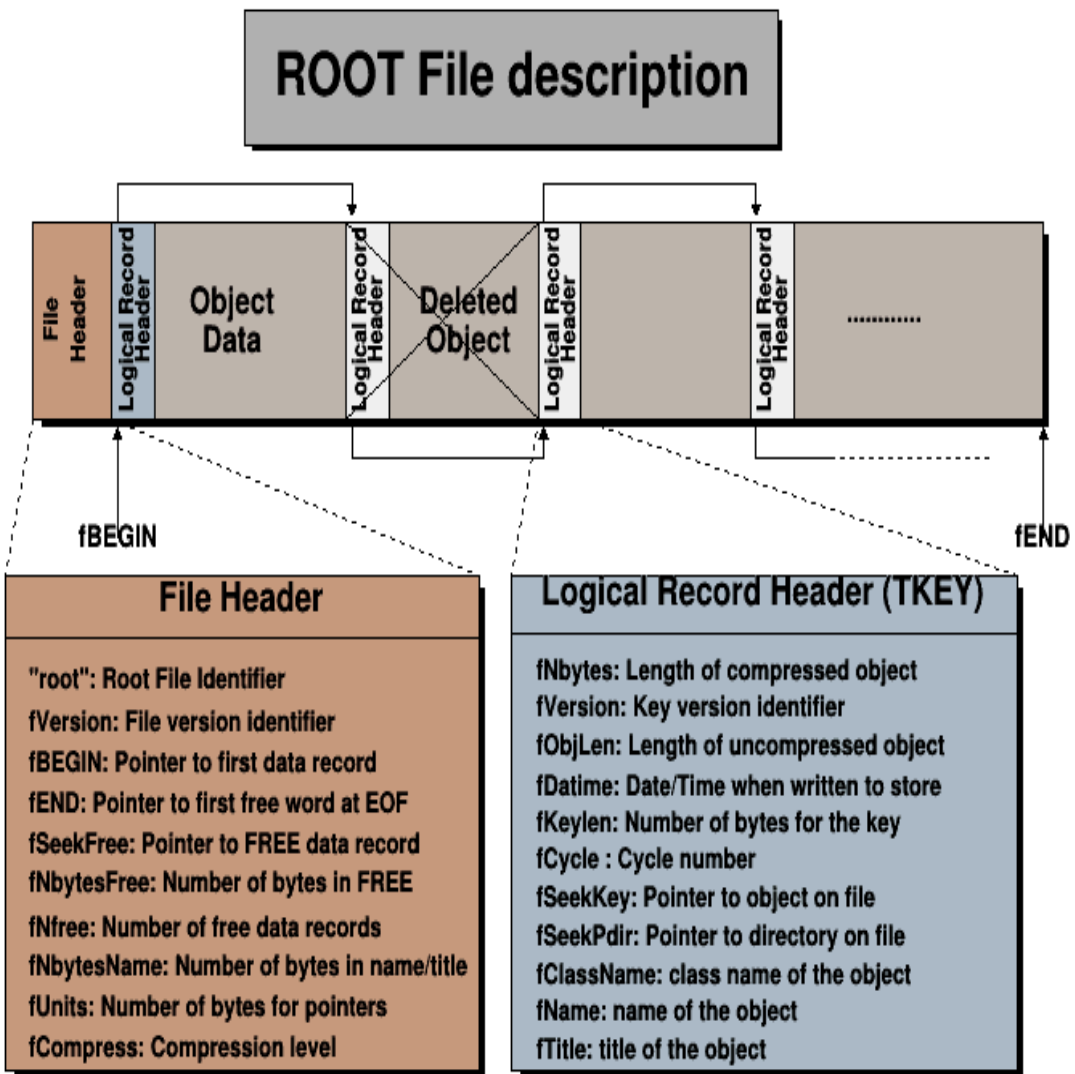 ROOT File description
File
Header
Logical Record
Header
Object
Data
Logical Record
Header
Deleted
Object
Logical Record
Header
Logical Record
Header
............
fBEGIN
fEND
File Header
"root": Root File Identifier
fVersion: File version identifier
fBEGIN: Pointer to first data record
fEND: Pointer to first free word at EOF
fSeekFree: Pointer to FREE data record
fNbytesFree: Number of bytes in FREE
fNfree: Number of free data records
fNbytesName: Number of bytes in name/title
fUnits: Number of bytes for pointers
fCompress: Compression level
Logical Record Header (TKEY)
fNbytes: Length of compressed object
fVersion: Key version identifier
fObjLen: Length of uncompressed object
fDatime: Date/Time when written to store
fKeylen: Number of bytes for the key
fCycle : Cycle number
fSeekKey: Pointer to object on file
fSeekPdir: Pointer to directory on file
fClassName: class name of the object
fName: name of the object
fTitle: title of the object